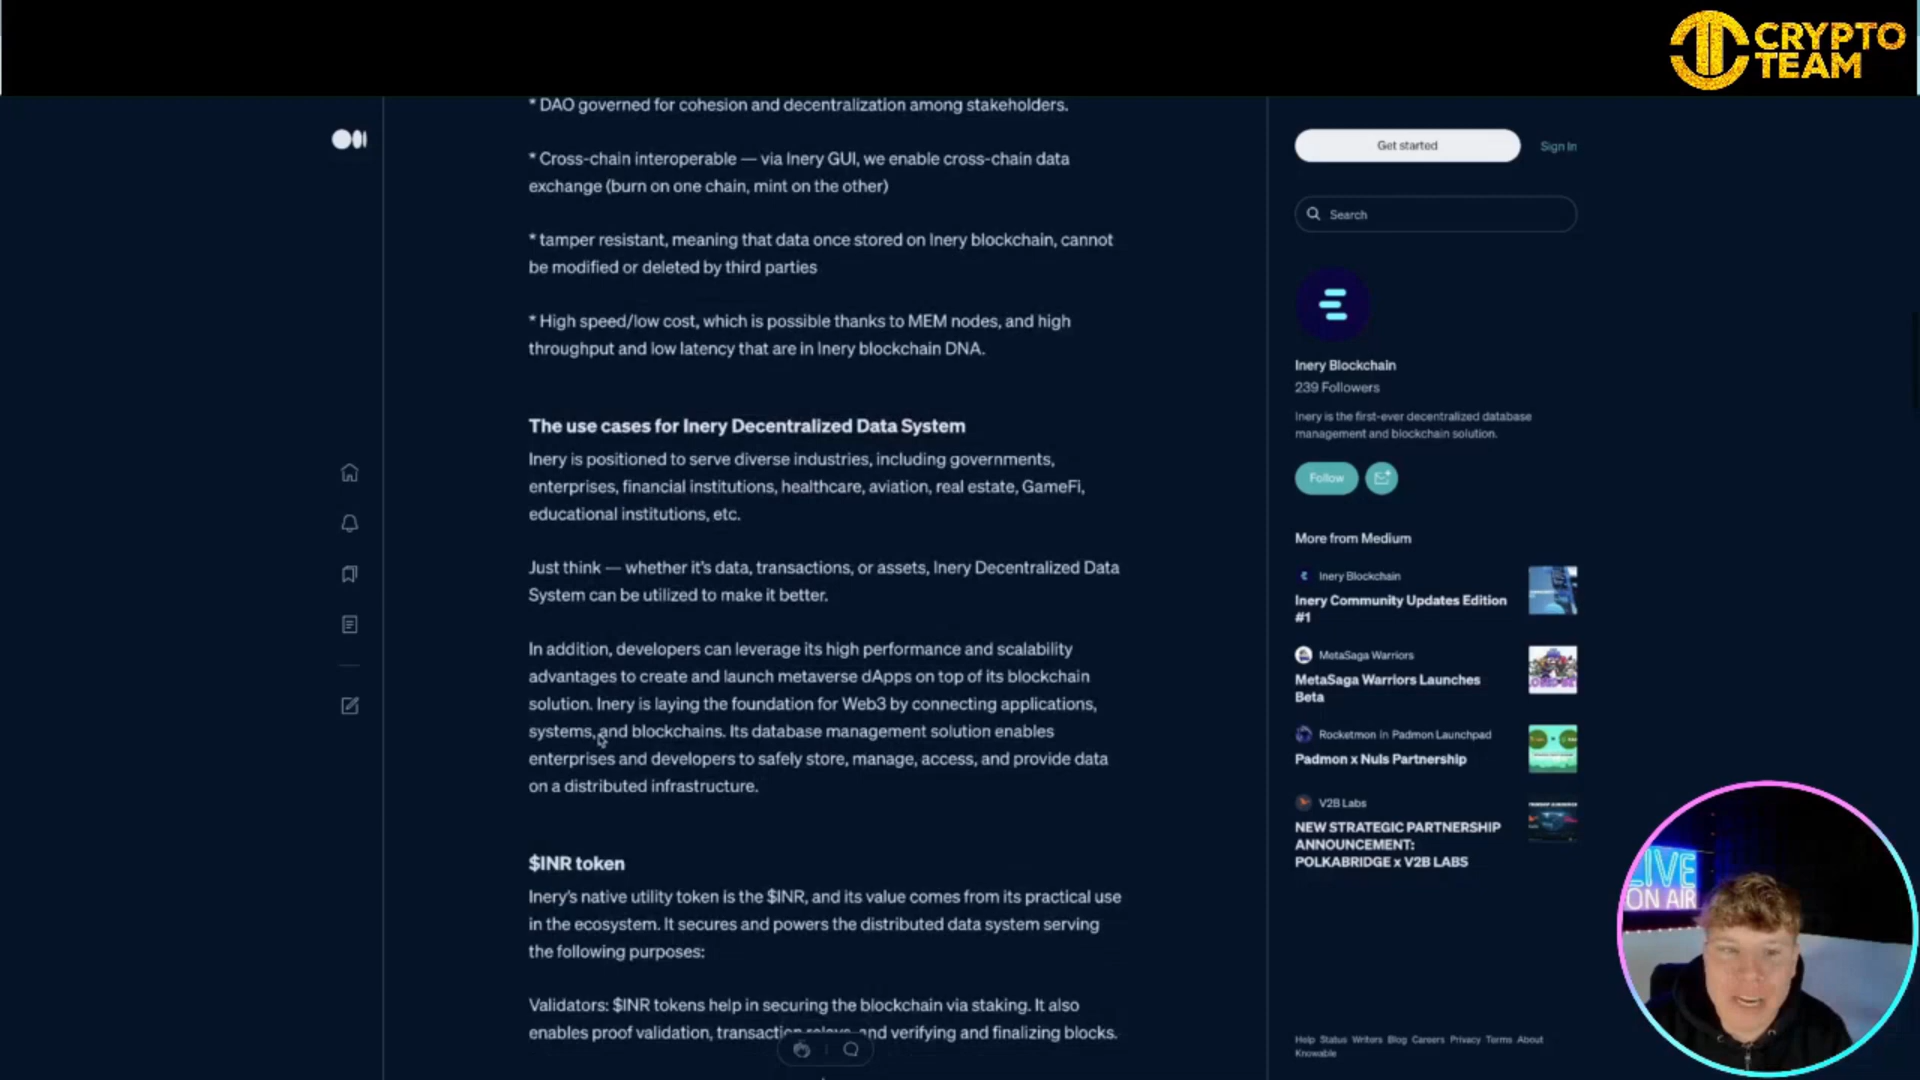 CRYPTO
TEAM
* DAO governed for cohesion and decentralization among stakeholders.
* Cross-chain interoperable — via Inery GUI, we enable cross-chain data
exchange (burn on one chain, mint on the other)
* tamper resistant, meaning that data once stored on Inery blockchain, cannot
be modified or deleted by third parties
* High speed/low cost, which is possible thanks to MEM nodes, and high
throughput and low latency that are in Inery blockchain DNA.
The use cases for Inery Decentralized Data System
Inery is positioned to serve diverse industries, including governments,
enterprises, financial institutions, healthcare, aviation, real estate, GameFi,
educational institutions, etc.
Just think — whether it's data, transactions, or assets, Inery Decentralized Data
System can be utilized to make it better.
In addition, developers can leverage its high performance and scalability
advantages to create and launch metaverse dApps on top of its blockchain
solution. Inery is laying the foundation for Web3 by connecting applications,
systems, and blockchains. Its database management solution enables
enterprises and developers to safely store, manage, access, and provide data
on a distributed infrastructure.
$INR token
Inery's native utility token is the $INR, and its value comes from its practical use
in the ecosystem. It secures and powers the distributed data system serving
the following purposes:
Validators: $INR tokens help in securing the blockchain via staking. It also
enables proof validation, transaction relays, and verifying and finalizing blocks.
Get started
Sign In
Search
Inery Blockchain
239 Followers
Inery is the first-ever decentralized database
management and blockchain solution.
Follow
More from Medium
Inery Blockchain
Inery Community Updates Edition
#1
MetaSaga Warriors
MetaSaga Warriors Launches
Beta
Rocketmon in Padmon Launchpad
Padmon x Nuls Partnership
V2B Labs
NEW STRATEGIC PARTNERSHIP
ANNOUNCEMENT:
POLKABRIDGE x V2B LABS
Help Status Writers Blog Careers Privacy Terms About
Knowable
LIVE
ON AIR